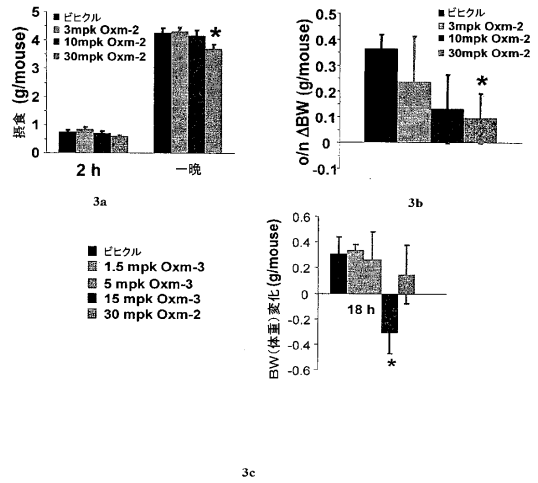 摂食 (g/mouse)
5
4
3
2
1
0
ビヒクル
3mpk Oxm-2
10mpk Oxm-2
30mpk Oxm-2
*
2 h
一晩
3a
o/n ΔBW (g/mouse)
0.5
0.4
0.3
0.2
0.1
0.0
-0.1
ビヒクル
3mpk Oxm-2
10mpk Oxm-2
30mpk Oxm-2
*
3b
ビヒクル
1.5 mpk Oxm-3
5 mpk Oxm-3
15 mpk Oxm-3
30 mpk Oxm-2
BW(体重)変化(g/mouse)
0.6
0.4
0.2
0
-0.2
-0.4
-0.6
18 h
*
3c